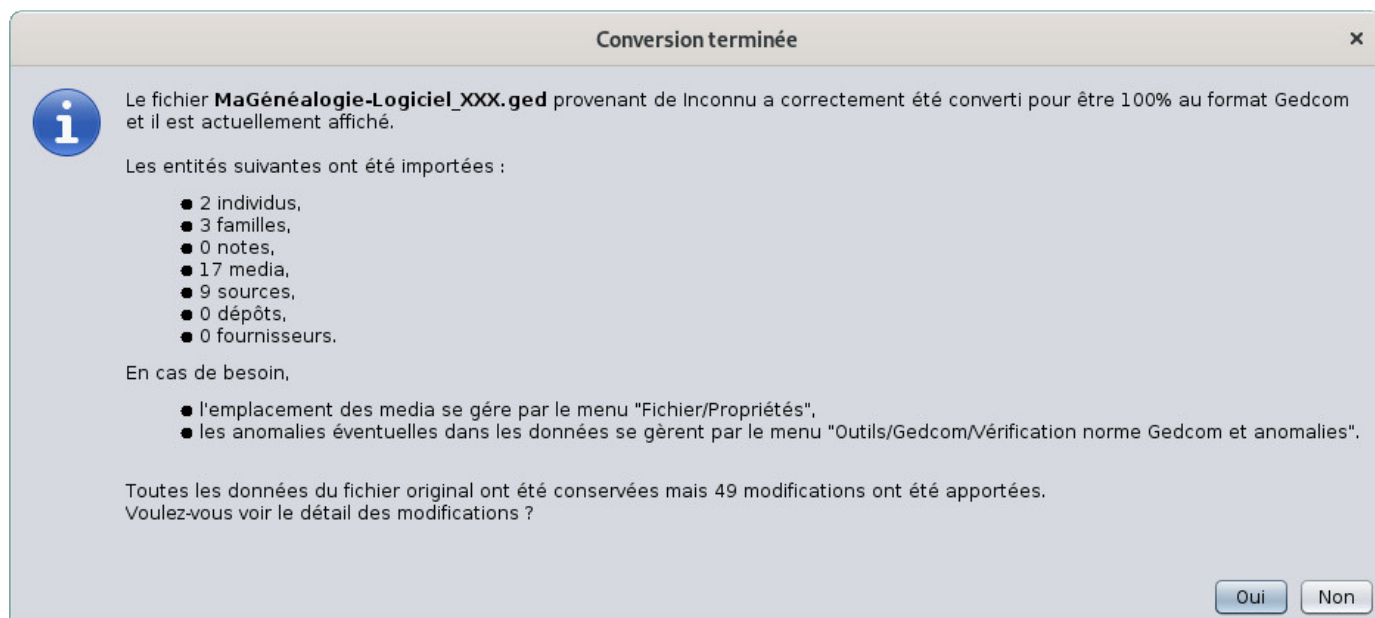 Conversion terminée
Le fichier MaGénéalogie-Logiciel_XXX.ged provenant de Inconnu a correctement été converti pour être 100% au format Gedcom
et il est actuellement affiché.
Les entités suivantes ont été importées :
● 2 individus,
● 3 familles,
● 0 notes,
● 17 media,
● 9 sources,
● 0 dépôts,
● 0 fournisseurs.
En cas de besoin,
● l'emplacement des media se gére par le menu "Fichier/Propriétés",
● les anomalies éventuelles dans les données se gèrent par le menu "Outils/Gedcom/Vérification norme Gedcom et anomalies".
Toutes les données du fichier original ont été conservées mais 49 modifications ont été apportées.
Voulez-vous voir le détail des modifications ?
Oui Non